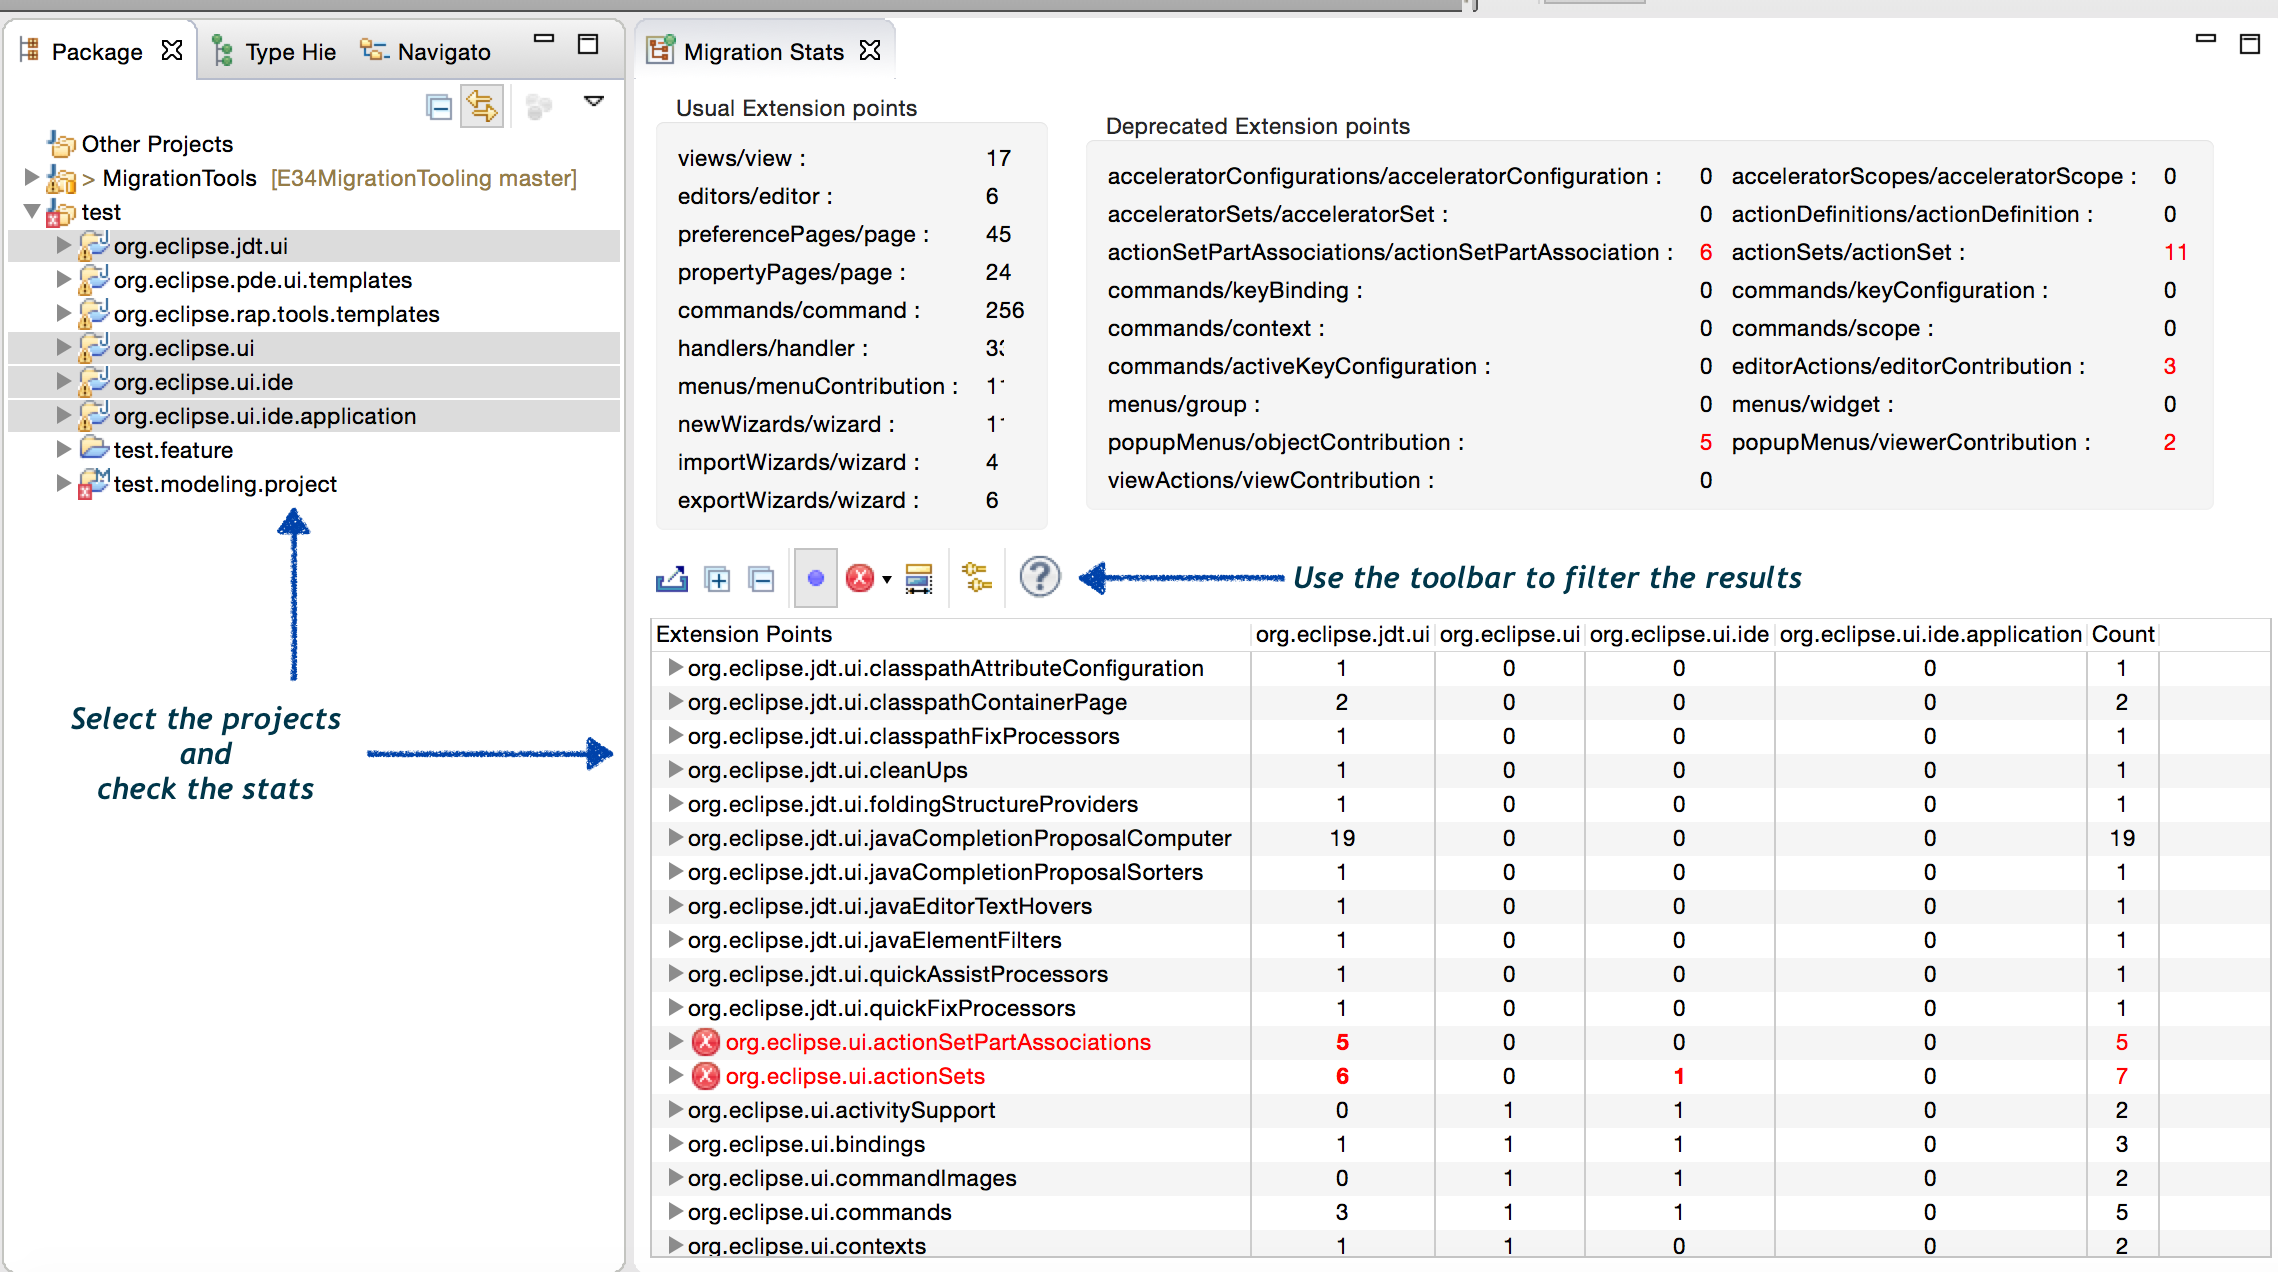 Package Type Hie Navigato
Other Projects
> MigrationTools [E34MigrationTooling master]
test
org.eclipse.jdt.ui
org.eclipse.pde.ui.templates
org.eclipse.rap.tools.templates
org.eclipse.ui
org.eclipse.ui.ide
org.eclipse.ui.ide.application
test.feature
test.modeling.project
Select the projects
and
check the stats
Migration Stats
Usual Extension points
views/view : 17
editors/editor : 6
preferencePages/page : 45
propertyPages/page : 24
commands/command : 256
handlers/handler :
menus/menuContribution :
newWizards/wizard :
importWizards/wizard : 4
exportWizards/wizard : 6
Deprecated Extension points
acceleratorConfigurations/acceleratorConfiguration : 0 acceleratorScopes/acceleratorScope : 0
acceleratorSets/acceleratorSet : 0 actionDefinitions/actionDefinition : 0
actionSetPartAssociations/actionSetPartAssociation : 6 actionSets/actionSet : 11
commands/keyBinding : 0 commands/keyConfiguration : 0
commands/context : 0 commands/scope : 0
commands/activeKeyConfiguration : 0 editorActions/editorContribution : 3
menus/group : 0 menus/widget : 0
popupMenus/objectContribution : 5 popupMenus/viewerContribution : 2
viewActions/viewContribution : 0
Use the toolbar to filter the results
Extension Points org.eclipse.jdt.ui org.eclipse.ui org.eclipse.ui.ide org.eclipse.ui.ide.application Count
org.eclipse.jdt.ui.classpathAttributeConfiguration 1 0 0 0 1
org.eclipse.jdt.ui.classpathContainerPage 2 0 0 0 2
org.eclipse.jdt.ui.classpathFixProcessors 1 0 0 0 1
org.eclipse.jdt.ui.cleanUps 1 0 0 0 1
org.eclipse.jdt.ui.foldingStructureProviders 1 0 0 0 1
org.eclipse.jdt.ui.javaCompletionProposalComputer 19 0 0 0 19
org.eclipse.jdt.ui.javaCompletionProposalSorters 1 0 0 0 1
org.eclipse.jdt.ui.javaEditorTextHovers 1 0 0 0 1
org.eclipse.jdt.ui.javaElementFilters 1 0 0 0 1
org.eclipse.jdt.ui.quickAssistProcessors 1 0 0 0 1
org.eclipse.jdt.ui.quickFixProcessors 1 0 0 0 1
org.eclipse.ui.actionSetPartAssociations 5 0 0 0 5
org.eclipse.ui.actionSets 6 0 1 0 7
org.eclipse.ui.activitySupport 0 1 1 0 2
org.eclipse.ui.bindings 1 1 1 0 3
org.eclipse.ui.commandImages 0 1 1 0 2
org.eclipse.ui.commands 3 1 1 0 5
org.eclipse.ui.contexts 1 1 0 0 2